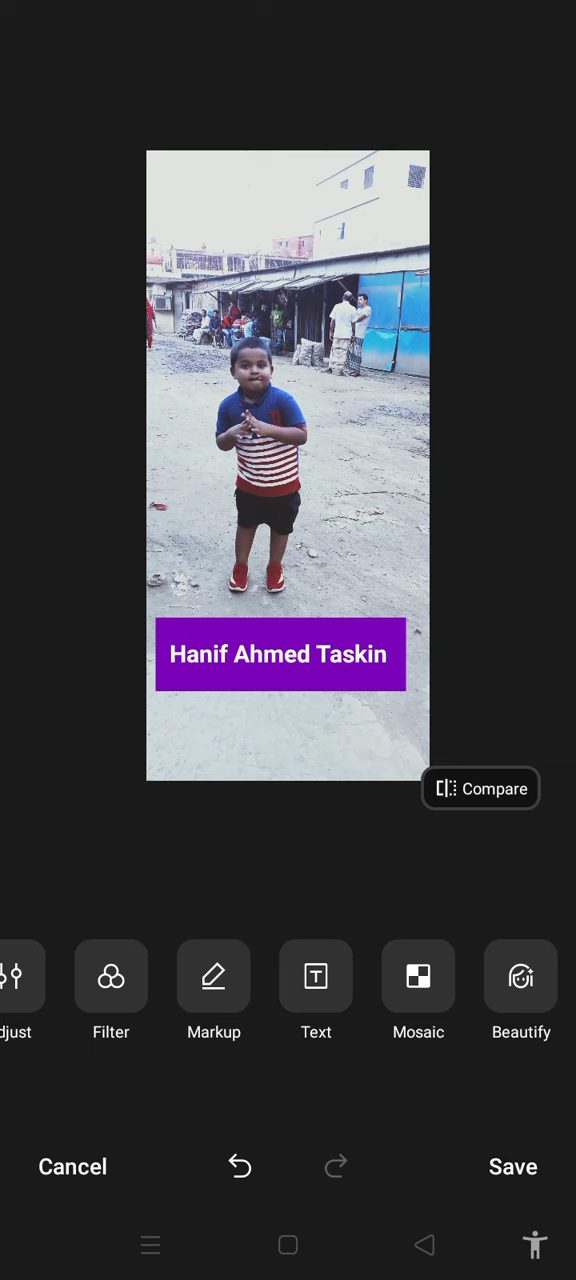 Hanif Ahmed Taskin
Compare
djust
Filter
Markup
Text
Mosaic
Beautify
Cancel
Save